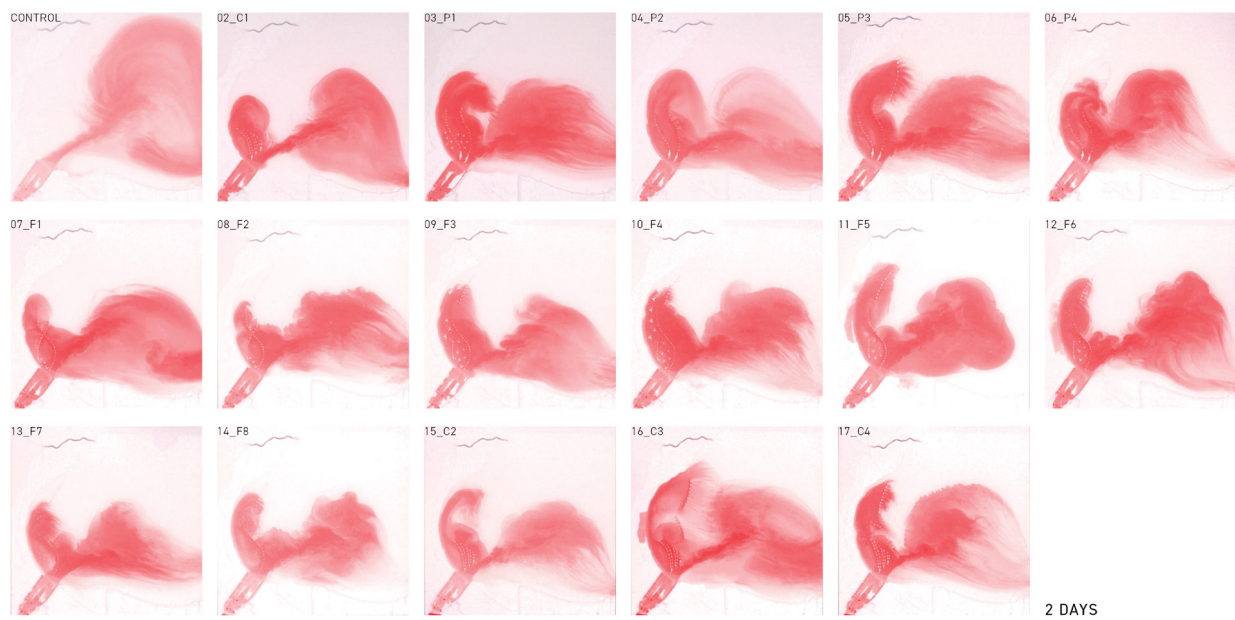 CONTROL
02_C1
03_P1
04_P2
05_P3
06_P4
07_F1
08_F2
09_F3
10_F4
11_F5
12_F6
13_F7
14_F8
15_C2
16_C3
17_C4
2 DAYS